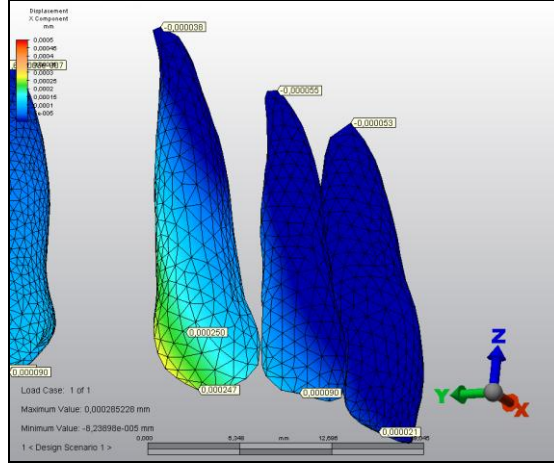 Displacement
X Component
mm
0,0005
0,00045
0,0004
0,00035
0,0003
0,00025
0,0002
0,00015
0,0001
-0,000038
-0,000055
-0,000053
0,000250
0,000247
0,000090
0,000090
0,000021
Z
Y
X
Load Case: 1 of 1
Maximum Value: 0,000285228 mm
Minimum Value: -6,23898e-005 mm
0,000
6,348
mm
12,696
1 < Design Scenario 1 >